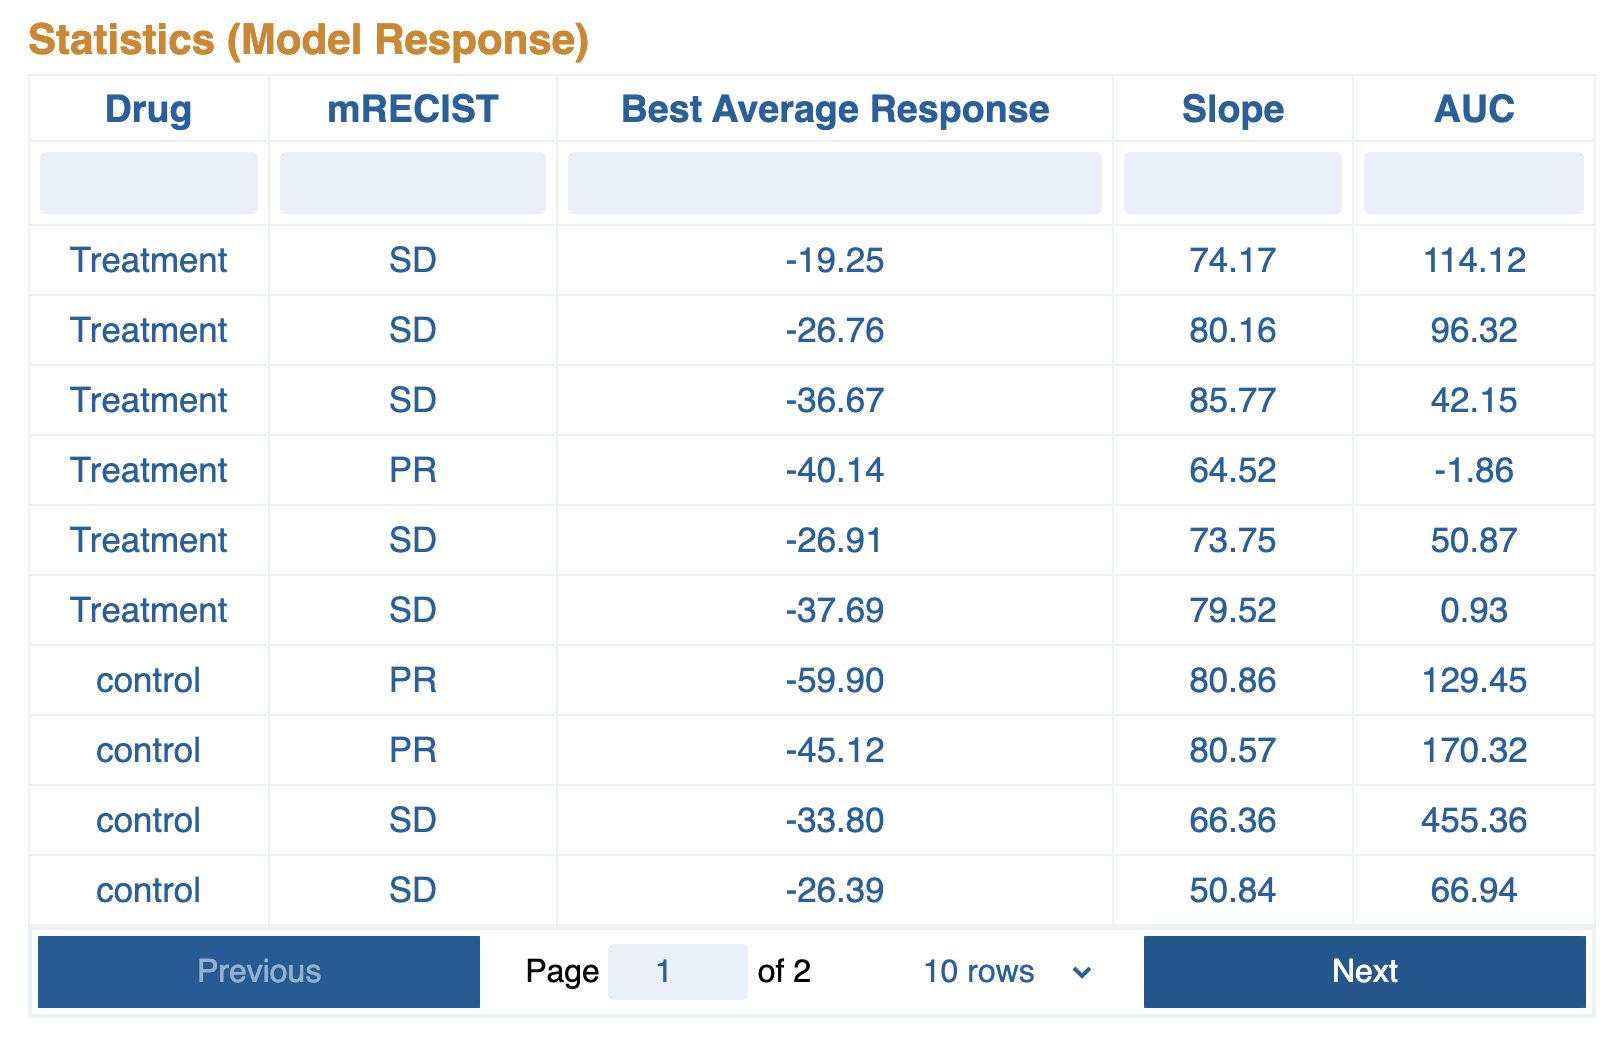 Statistics (Model Response)
Drug mRECIST Best Average Response Slope AUC
Treatment SD -19.25 74.17 114.12
Treatment SD -26.76 80.16 96.32
Treatment SD -36.67 85.77 42.15
Treatment PR -40.14 64.52 -1.86
Treatment SD -26.91 73.75 50.87
Treatment SD -37.69 79.52 0.93
control PR -59.90 80.86 129.45
control PR -45.12 80.57 170.32
control SD -33.80 66.36 455.36
control SD -26.39 50.84 66.94
Previous Page 1 of 2 10 rows Next